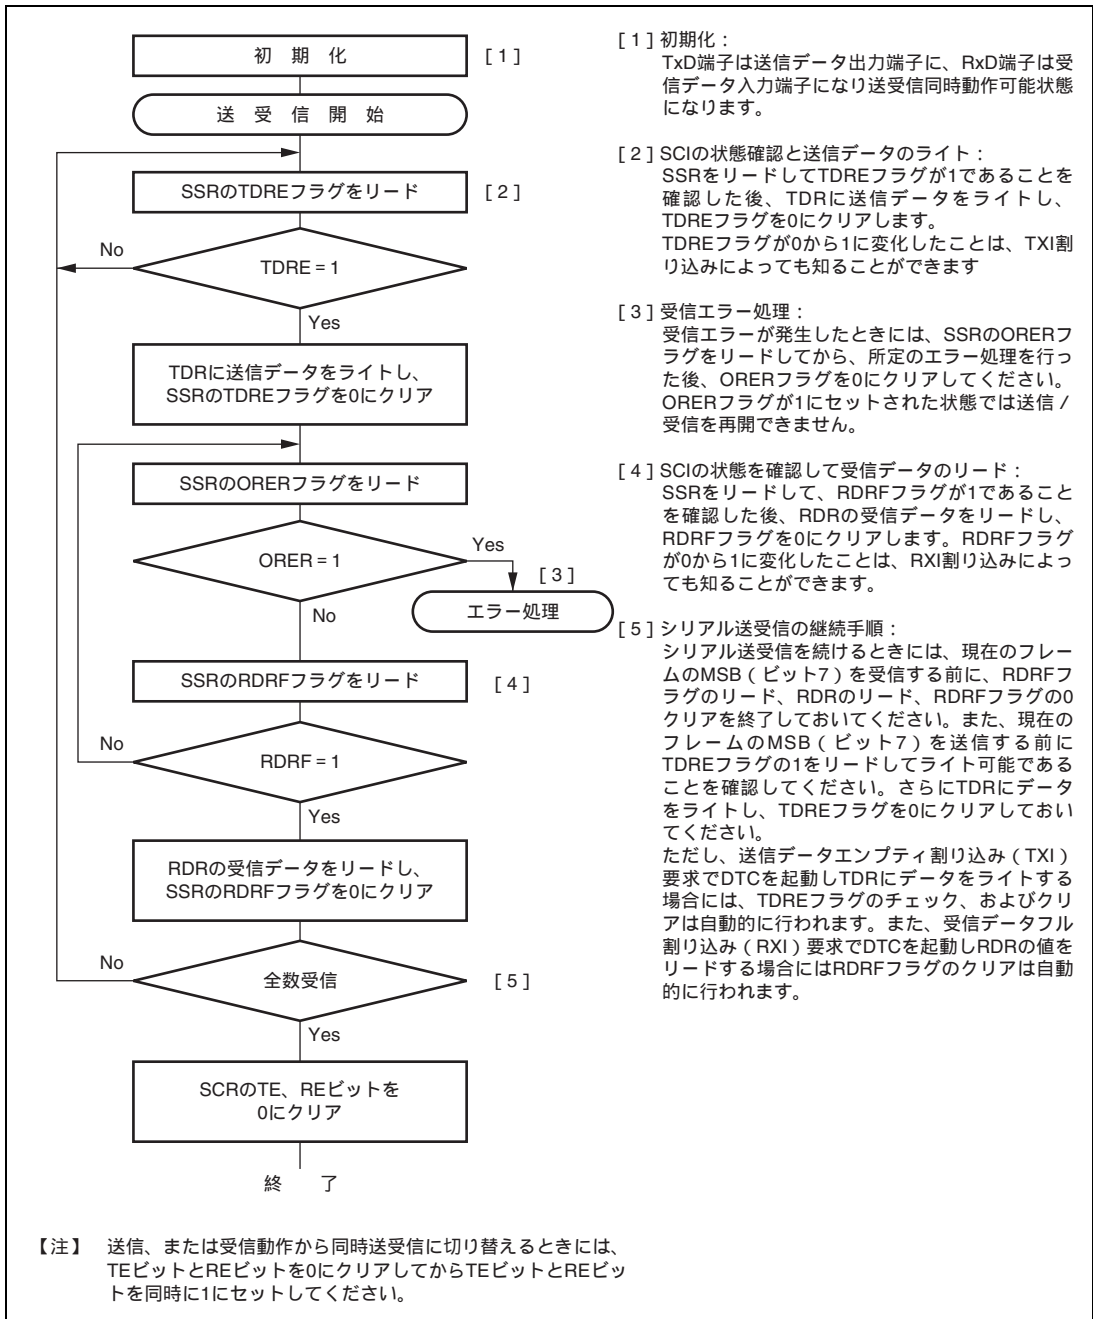 初 期 化 [1]
送 受 信 開 始
SSRのTDREフラグをリード [2]
No
TDRE = 1
Yes
TDRに送信データをライトし、
SSRのTDREフラグを0にクリア
SSRのORERフラグをリード
Yes
ORER = 1
[3]
エラー処理
No
SSRのRDRFフラグをリード [4]
No
RDRF = 1
Yes
RDRの受信データをリードし、
SSRのRDRFフラグを0にクリア
No
全数受信 [5]
Yes
SCRのTE、REビットを
0にクリア
終 了
[1] 初期化：
TxD端子は送信データ出力端子に、RxD端子は受
信データ入力端子になり送受信同時動作可能状態
になります。
[2] SCIの状態確認と送信データのライト：
SSRをリードしてTDREフラグが1であることを
確認した後、TDRに送信データをライトし、
TDREフラグを0にクリアします。
TDREフラグが0から1に変化したことは、TXI割
り込みによっても知ることができます
[3] 受信エラー処理：
受信エラーが発生したときには、SSRのORERフ
ラグをリードしてから、所定のエラー処理を行っ
た後、ORERフラグを0にクリアしてください。
ORERフラグが1にセットされた状態では送信／
受信を再開できません。
[4] SCIの状態を確認して受信データのリード：
SSRをリードして、RDRFフラグが1であること
を確認した後、RDRの受信データをリードし、
RDRFフラグを0にクリアします。RDRFフラグ
が0から1に変化したことは、RXI割り込みによっ
ても知ることができます。
[5] シリアル送受信の継続手順：
シリアル送受信を続けるときには、現在のフレー
ムのMSB（ビット7）を受信する前に、RDRFフ
ラグのリード、RDRのリード、RDRFフラグの0
クリアを終了しておいてください。また、現在の
フレームのMSB（ビット7）を送信する前に
TDREフラグの1をリードしてライト可能である
ことを確認してください。さらにTDRにデータ
をライトし、TDREフラグを0にクリアしておい
てください。
ただし、送信データエンプティ割り込み（TXI）
要求でDTCを起動しTDRにデータをライトする
場合には、TDREフラグのチェック、およびクリ
アは自動的に行われます。また、受信データフル
割り込み（RXI）要求でDTCを起動しRDRの値を
リードする場合にはRDRFフラグのクリアは自動
的に行われます。
【注】 送信、または受信動作から同時送受信に切り替えるときには、
TEビットとREビットを0にクリアしてからTEビットとREビッ
トを同時に1にセットしてください。